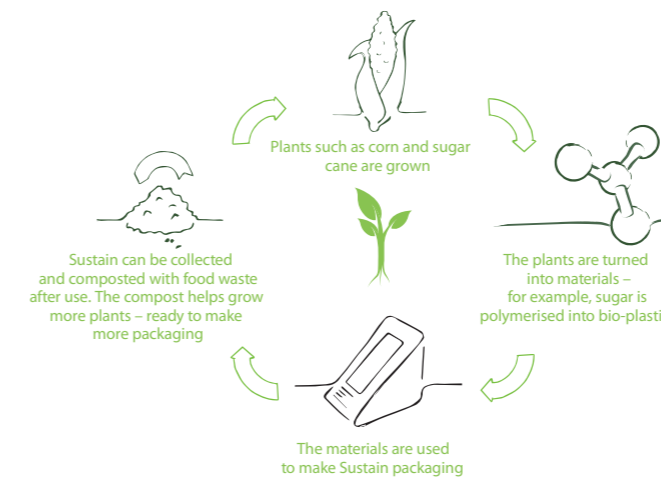 Plants such as corn and sugar
cane are grown
The plants are turned
into materials –
for example, sugar is
polymerised into bio-plasti
The materials are used
to make Sustain packaging
Sustain can be collected
and composted with food waste
after use. The compost helps grow
more plants – ready to make
more packaging